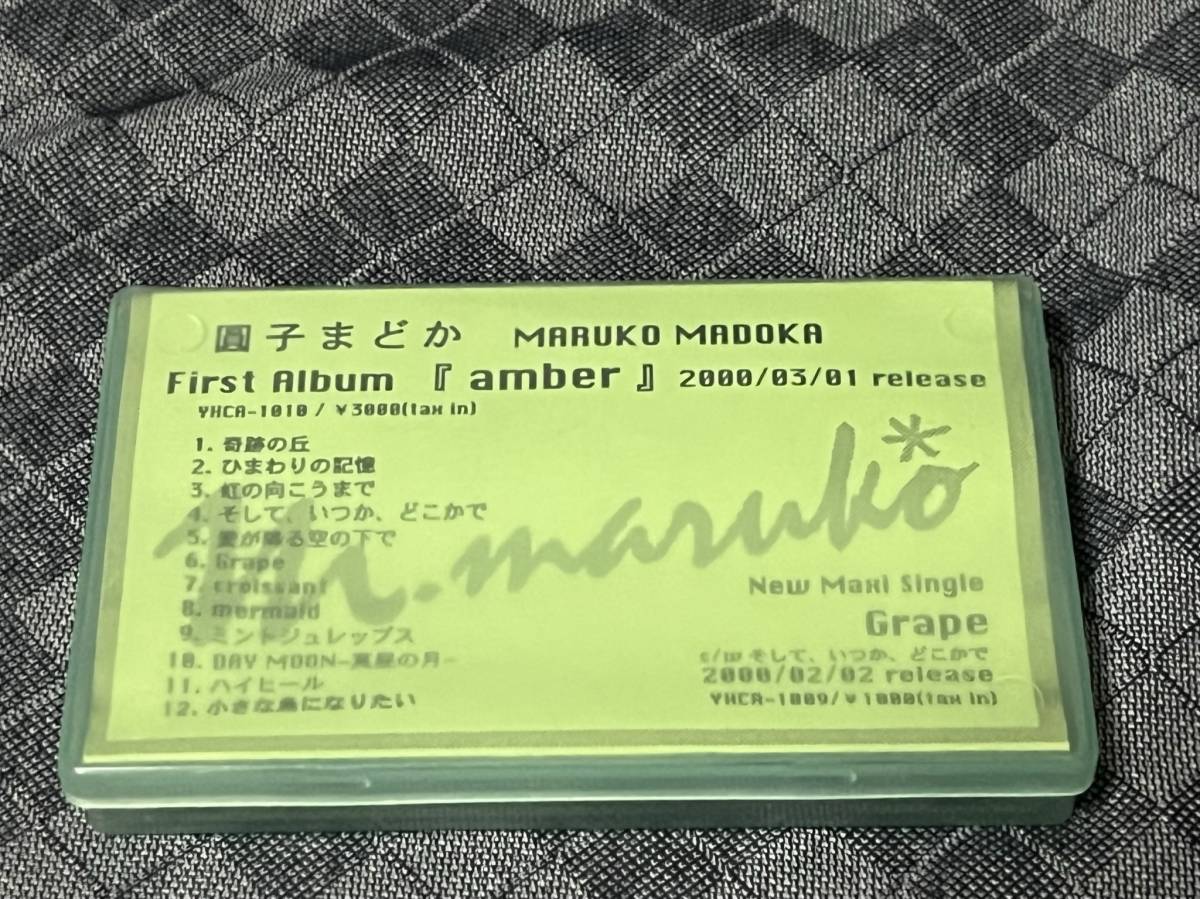 圓子まどか MARUKO MADOKA
First Album 『amber』 2000/03/01 release
YHCA-1010 / ￥3000(tax in)
1. 奇跡の丘
2. ひまわりの記憶
3. 虹の向こうまで
4. そして、いつか、どこかで
5. 愛が降る空の下で
6. Grape
7. croissant
8. mermaid
9. ミントジュレップス
10. DAY MOON-真昼の月-
11. ハイヒール
12. 小さな鳥になりたい
m.maruko*
New Maxi Single
Grape
c/w そして、いつか、どこかで
2000/02/02 release
YHCA-1009/￥1000(tax in)